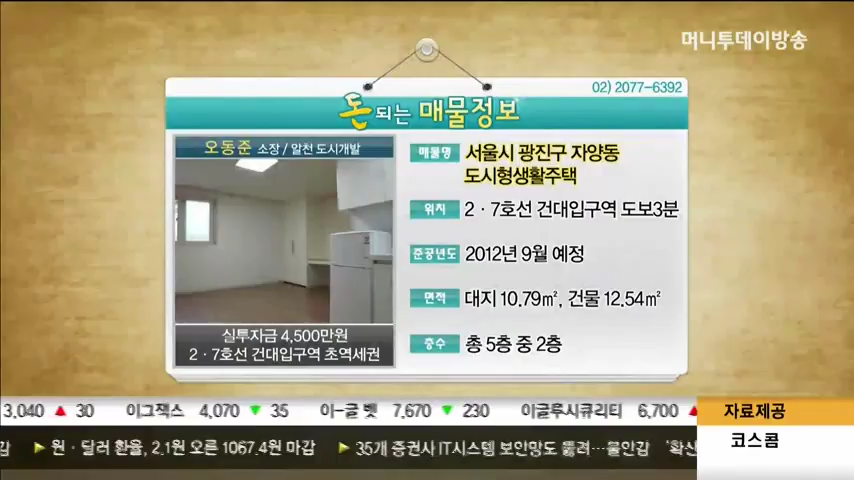 머니투데이방송
02) 2077-6392
돈 되는 매물정보
오동준 소장 / 알천 도시개발
실투자금 4,500만원
2 · 7호선 건대입구역 초역세권
매물명 서울시 광진구 자양동
도시형생활주택
위치 2 · 7호선 건대입구역 도보3분
준공년도 2012년 9월 예정
면적 대지 10.79㎡, 건물 12.54㎡
층수 총 5층 중 2층
3,040 ▲ 30 이그잭스 4,070 ▼ 35 이-글 벳 7,670 ▼ 230 이글루시큐리티 6,700 ▲
자료제공
코스콤
감 ▶ 원 · 달러 환율, 2.1원 오른 1067.4원 마감 ▶ 35개 증권사 IT시스템 보안망도 뚫려…불안감 ‘확산